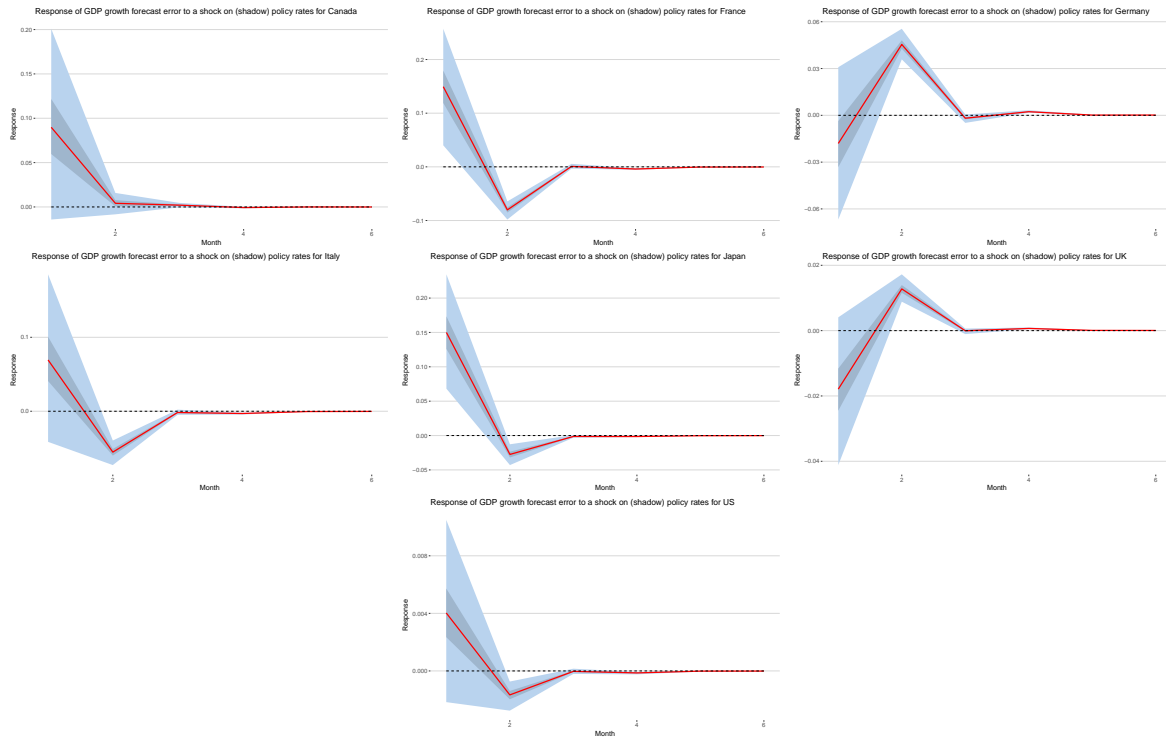 Response of GDP growth forecast error to a shock on (shadow) policy rates for Canada
0.20
0.15
0.10
0.05
0.00
Response
2
4
6
Month
Response of GDP growth forecast error to a shock on (shadow) policy rates for France
0.2
0.1
0.0
−0.1
Response
2
4
6
Month
Response of GDP growth forecast error to a shock on (shadow) policy rates for Germany
0.06
0.03
0.00
−0.03
−0.06
Response
2
4
6
Month
Response of GDP growth forecast error to a shock on (shadow) policy rates for Italy
0.1
0.0
Response
2
4
6
Month
Response of GDP growth forecast error to a shock on (shadow) policy rates for Japan
0.20
0.15
0.10
0.05
0.00
−0.05
Response
2
4
6
Month
Response of GDP growth forecast error to a shock on (shadow) policy rates for UK
0.02
0.00
−0.02
−0.04
Response
2
4
6
Month
Response of GDP growth forecast error to a shock on (shadow) policy rates for US
0.008
0.004
0.000
Response
2
4
6
Month